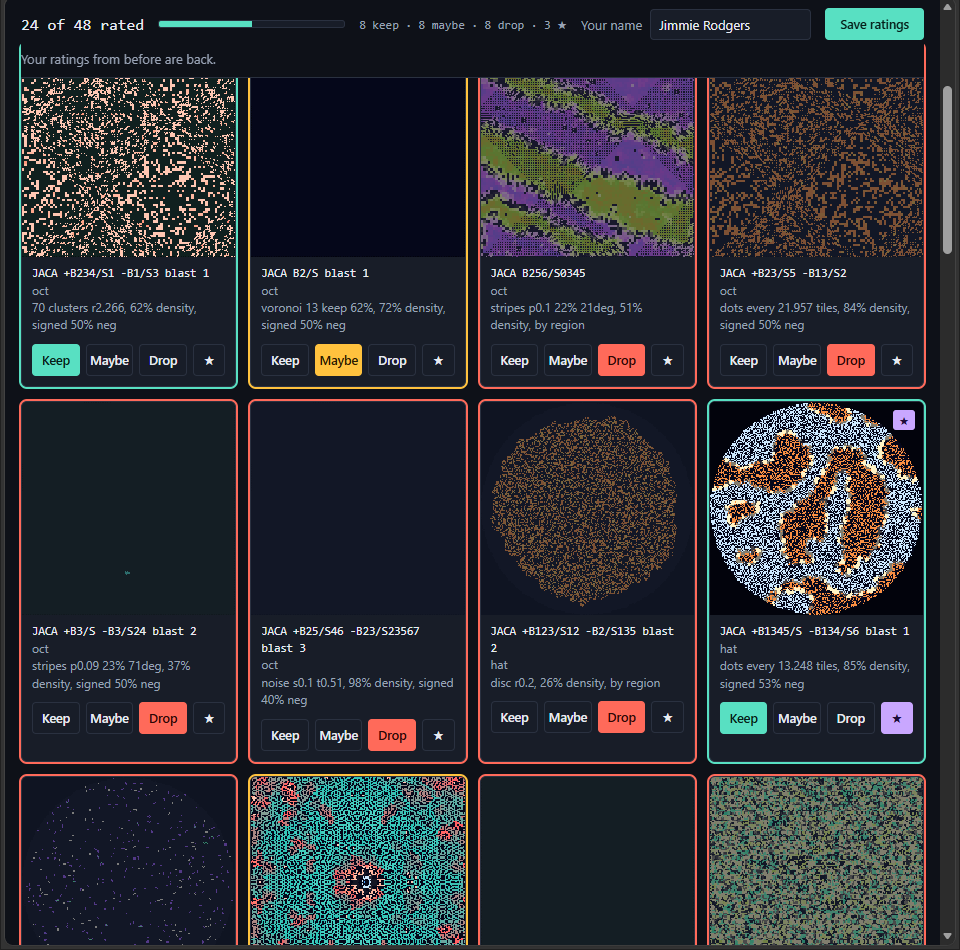 24 of 48 rated
8 keep · 8 maybe · 8 drop · 3 ★
Your name
Jimmie Rodgers
Save ratings
Your ratings from before are back.
JACA +B234/S1 -B1/S3 blast 1
oct
70 clusters r2.266, 62% density,
signed 50% neg
Keep Maybe Drop ★
JACA B2/S blast 1
oct
voronoi 13 keep 62%, 72% density,
signed 50% neg
Keep Maybe Drop ★
JACA B256/S0345
oct
stripes p0.1 22% 21deg, 51%
density, by region
Keep Maybe Drop ★
JACA +B23/S5 -B13/S2
oct
dots every 21.957 tiles, 84% density,
signed 50% neg
Keep Maybe Drop ★
JACA +B3/S -B3/S24 blast 2
oct
stripes p0.09 23% 71deg, 37%
density, signed 50% neg
Keep Maybe Drop ★
JACA +B25/S46 -B23/S23567
blast 3
oct
noise s0.1 t0.51, 98% density, signed
40% neg
Keep Maybe Drop ★
JACA +B123/S12 -B2/S135 blast
2
hat
disc r0.2, 26% density, by region
Keep Maybe Drop ★
★
JACA +B1345/S -B134/S6 blast 1
hat
dots every 13.248 tiles, 85% density,
signed 53% neg
Keep Maybe Drop ★